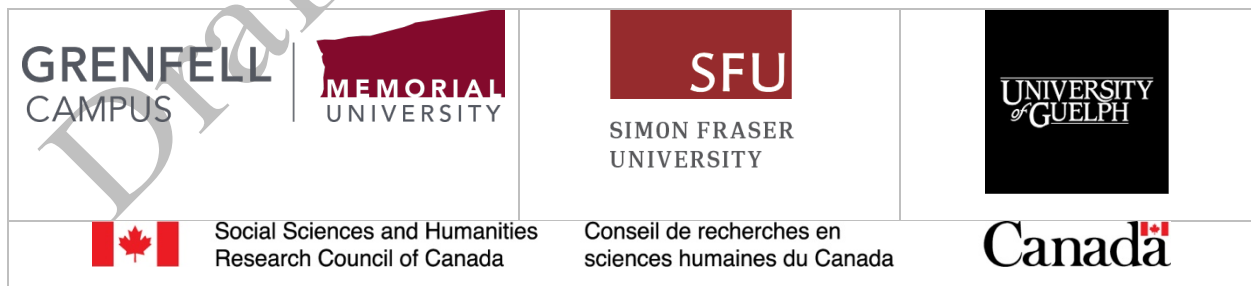 GRENFELL
CAMPUS
MEMORIAL
UNIVERSITY
SFU
SIMON FRASER
UNIVERSITY
UNIVERSITY
of GUELPH
Social Sciences and Humanities
Research Council of Canada
Conseil de recherches en
sciences humaines du Canada
Canada